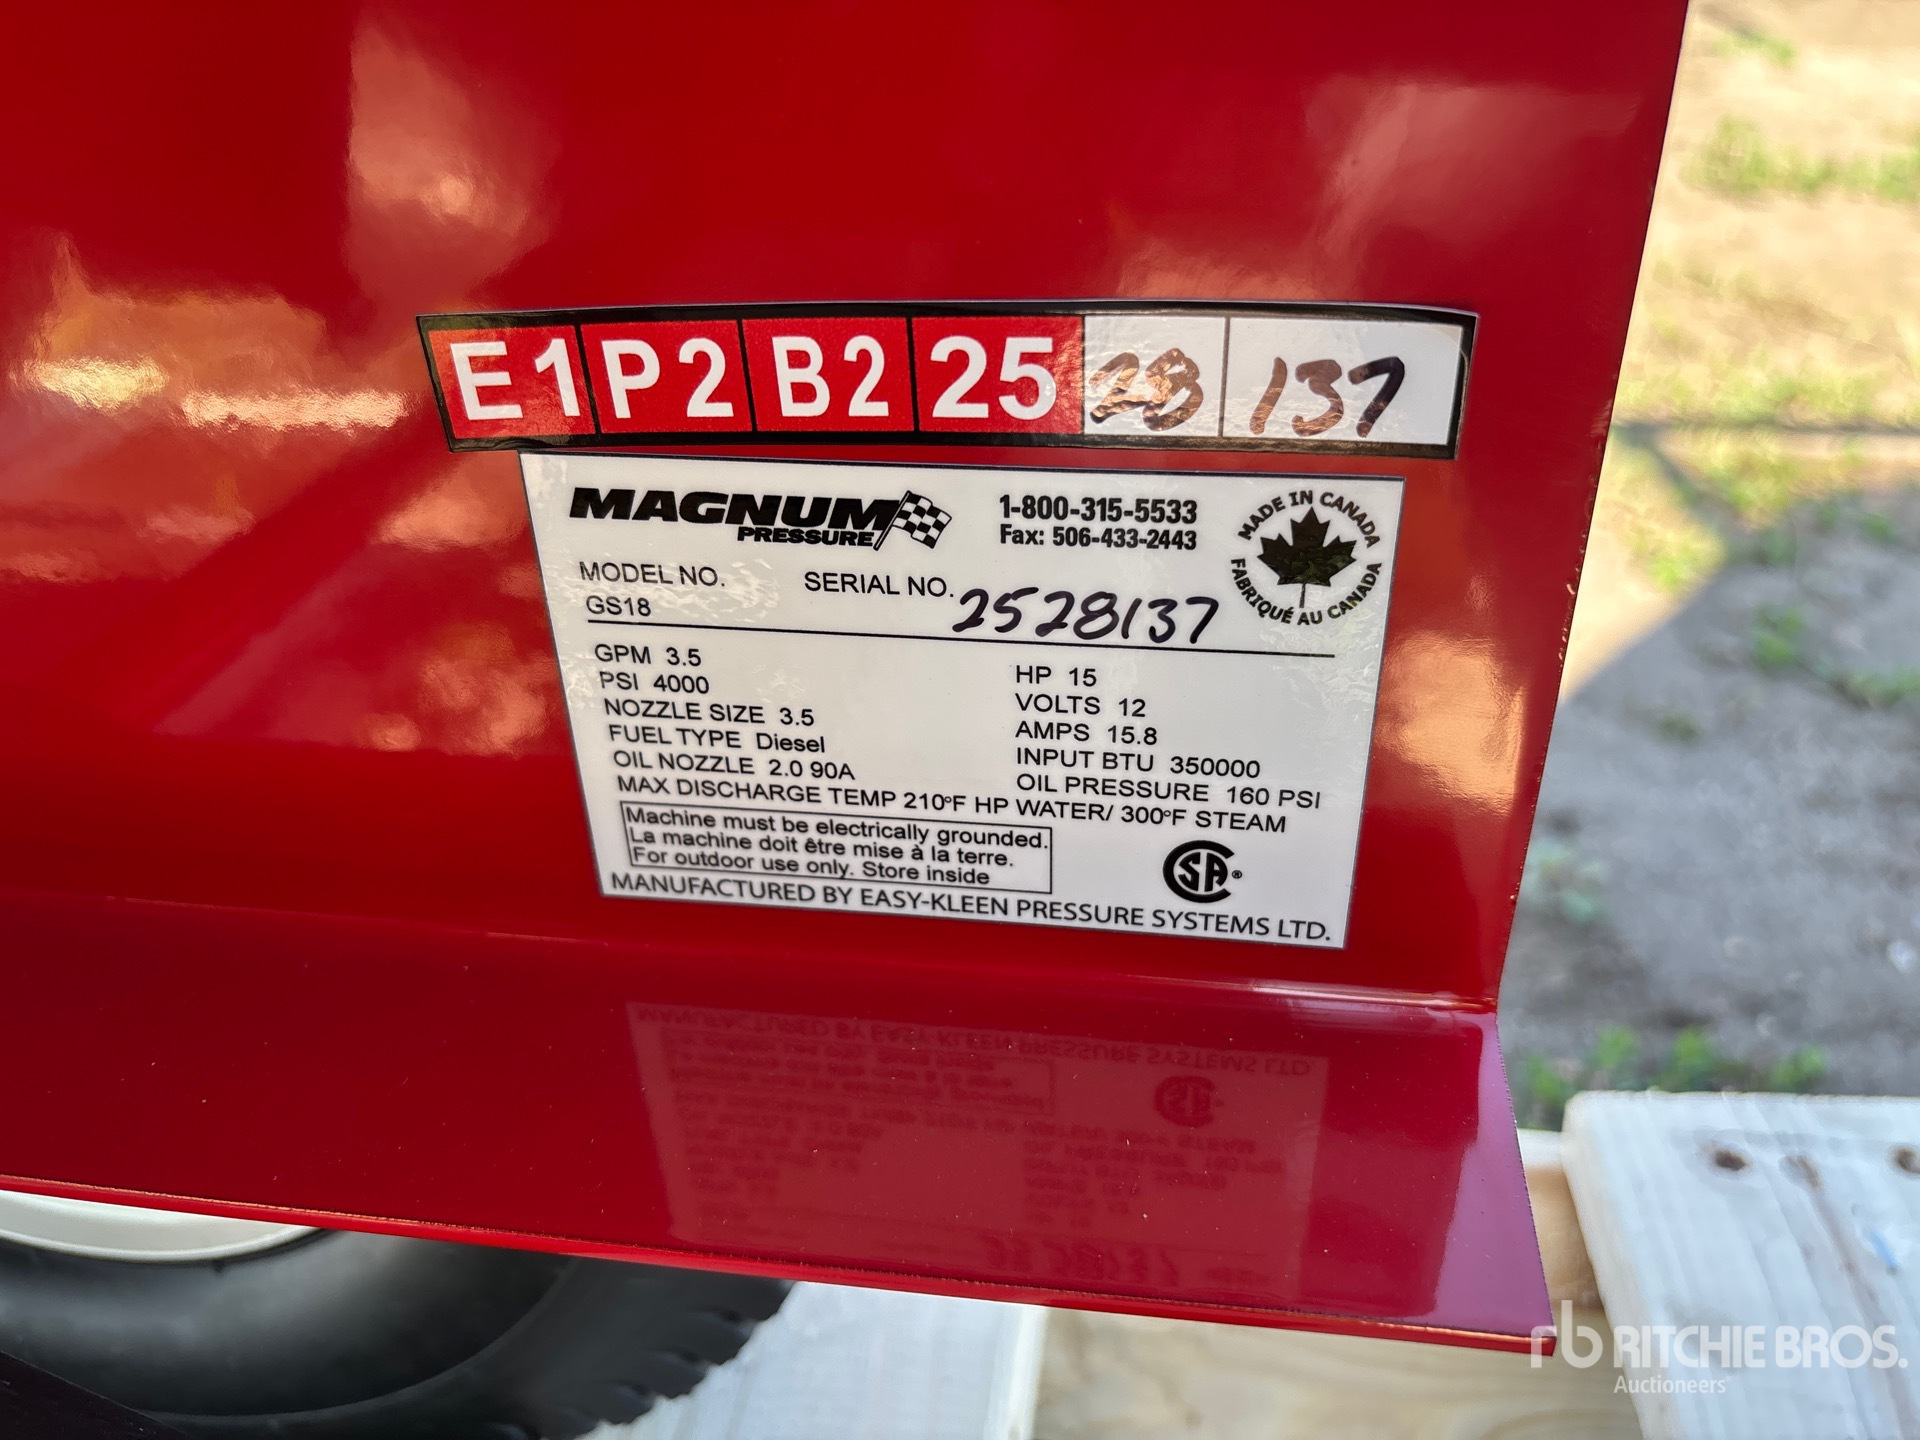 E1 P2 B2 25 28 137
MAGNUM
PRESSURE
1-800-315-5533
Fax: 506-433-2443
MADE IN CANADA
FABRIQUÉ AU CANADA
MODEL NO.
GS18
SERIAL NO. 2528137
GPM 3.5
PSI 4000
NOZZLE SIZE 3.5
FUEL TYPE Diesel
OIL NOZZLE 2.0 90A
HP 15
VOLTS 12
AMPS 15.8
INPUT BTU 350000
OIL PRESSURE 160 PSI
MAX DISCHARGE TEMP 210°F HP WATER/ 300°F STEAM
Machine must be electrically grounded.
La machine doit être mise à la terre.
For outdoor use only. Store inside
CSA ®
MANUFACTURED BY EASY-KLEEN PRESSURE SYSTEMS LTD.
rb RITCHIE BROS.
Auctioneers